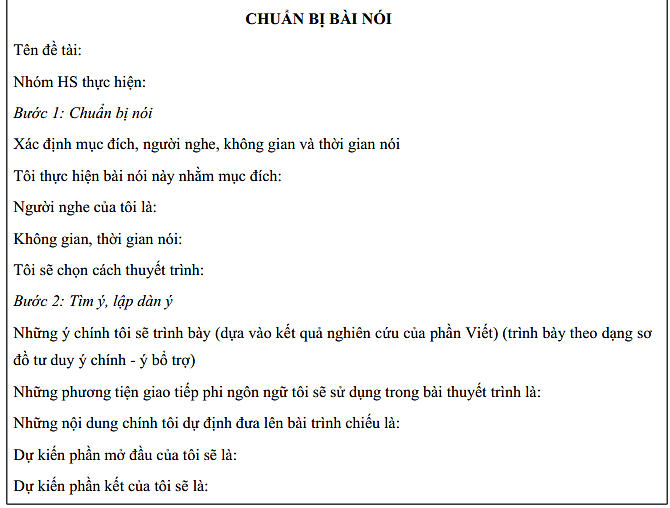 CHUẨN BỊ BÀI NÓI
Tên đề tài:
Nhóm HS thực hiện:
Bước 1: Chuẩn bị nói
Xác định mục đích, người nghe, không gian và thời gian nói
Tôi thực hiện bài nói này nhằm mục đích:
Người nghe của tôi là:
Không gian, thời gian nói:
Tôi sẽ chọn cách thuyết trình:
Bước 2: Tìm ý, lập dàn ý
Những ý chính tôi sẽ trình bày (dựa vào kết quả nghiên cứu của phần Viết) (trình bày theo dạng sơ
đồ tư duy ý chính - ý bổ trợ)
Những phương tiện giao tiếp phi ngôn ngữ tôi sẽ sử dụng trong bài thuyết trình là:
Những nội dung chính tôi dự định đưa lên bài trình chiếu là:
Dự kiến phần mở đầu của tôi sẽ là:
Dự kiến phần kết của tôi sẽ là: